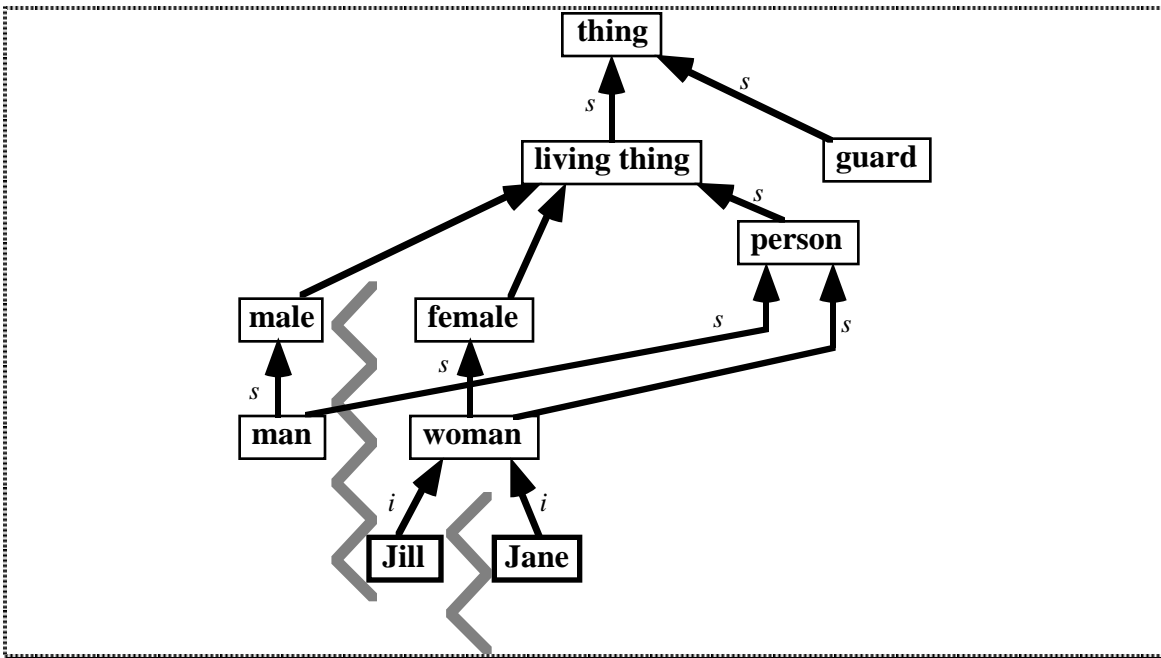 thing
s
s
living thing
guard
s
person
male
female
s
s
s
s
man
woman
i
i
Jill
Jane